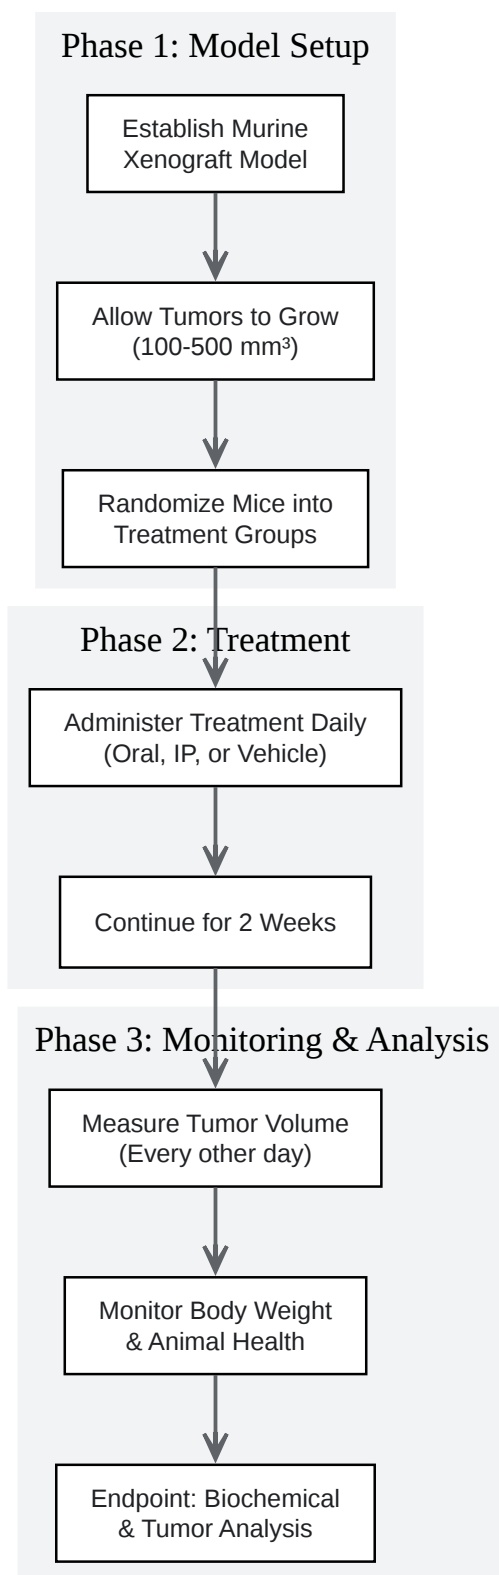 Phase 1: Model Setup
Establish Murine
Xenograft Model
Allow Tumors to Grow
(100-500 mm³)
Randomize Mice into
Treatment Groups
Phase 2: Treatment
Administer Treatment Daily
(Oral, IP, or Vehicle)
Continue for 2 Weeks
Phase 3: Monitoring & Analysis
Measure Tumor Volume
(Every other day)
Monitor Body Weight
& Animal Health
Endpoint: Biochemical
& Tumor Analysis